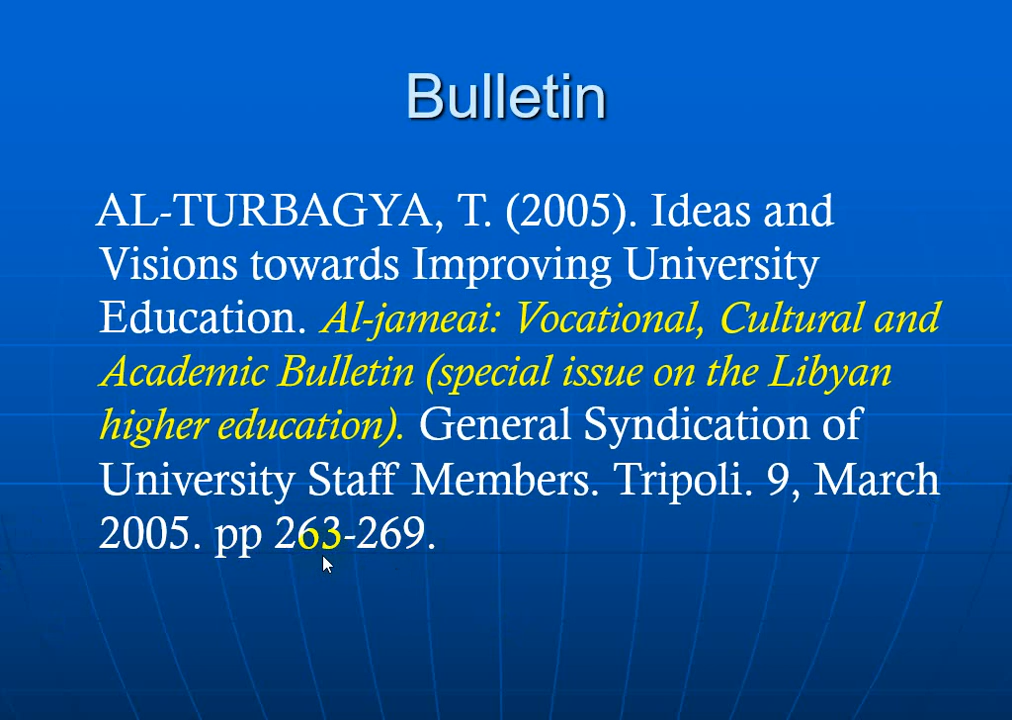 Bulletin
AL-TURBAGYA, T. (2005). Ideas and
Visions towards Improving University
Education. Al-jameai: Vocational, Cultural and
Academic Bulletin (special issue on the Libyan
higher education). General Syndication of
University Staff Members. Tripoli. 9, March
2005. pp 263-269.